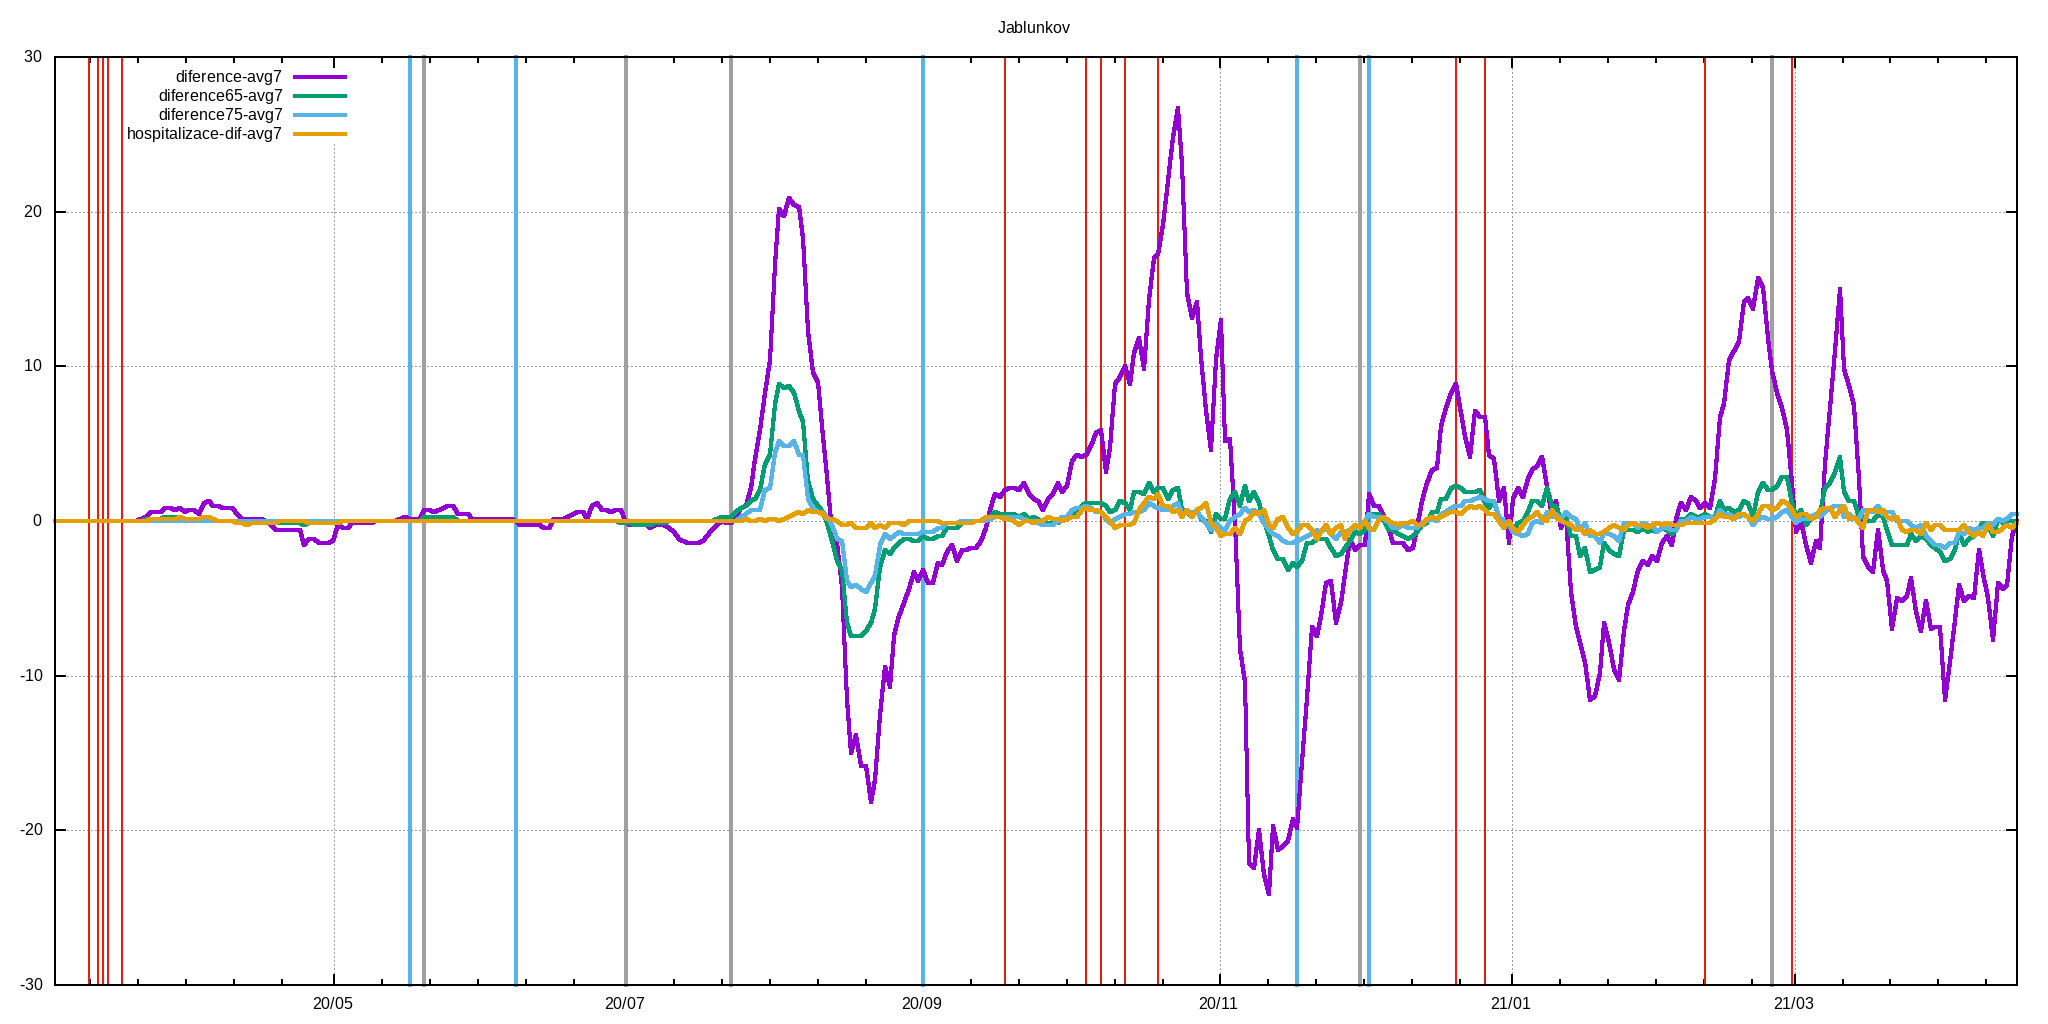 Jablunkov
30
diference-avg7
diference65-avg7
diference75-avg7
hospitalizace-dif-avg7
20
10
0
-10
-20
-30
20/05 20/07 20/09 20/11 21/01 21/03